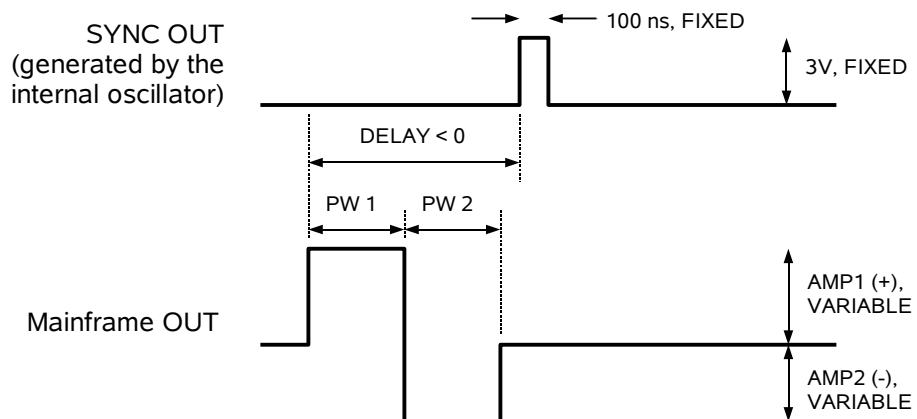 SYNC OUT
(generated by the
internal oscillator)
100 ns, FIXED
3V, FIXED
DELAY < 0
PW 1
PW 2
Mainframe OUT
AMP1 (+),
VARIABLE
AMP2 (-),
VARIABLE